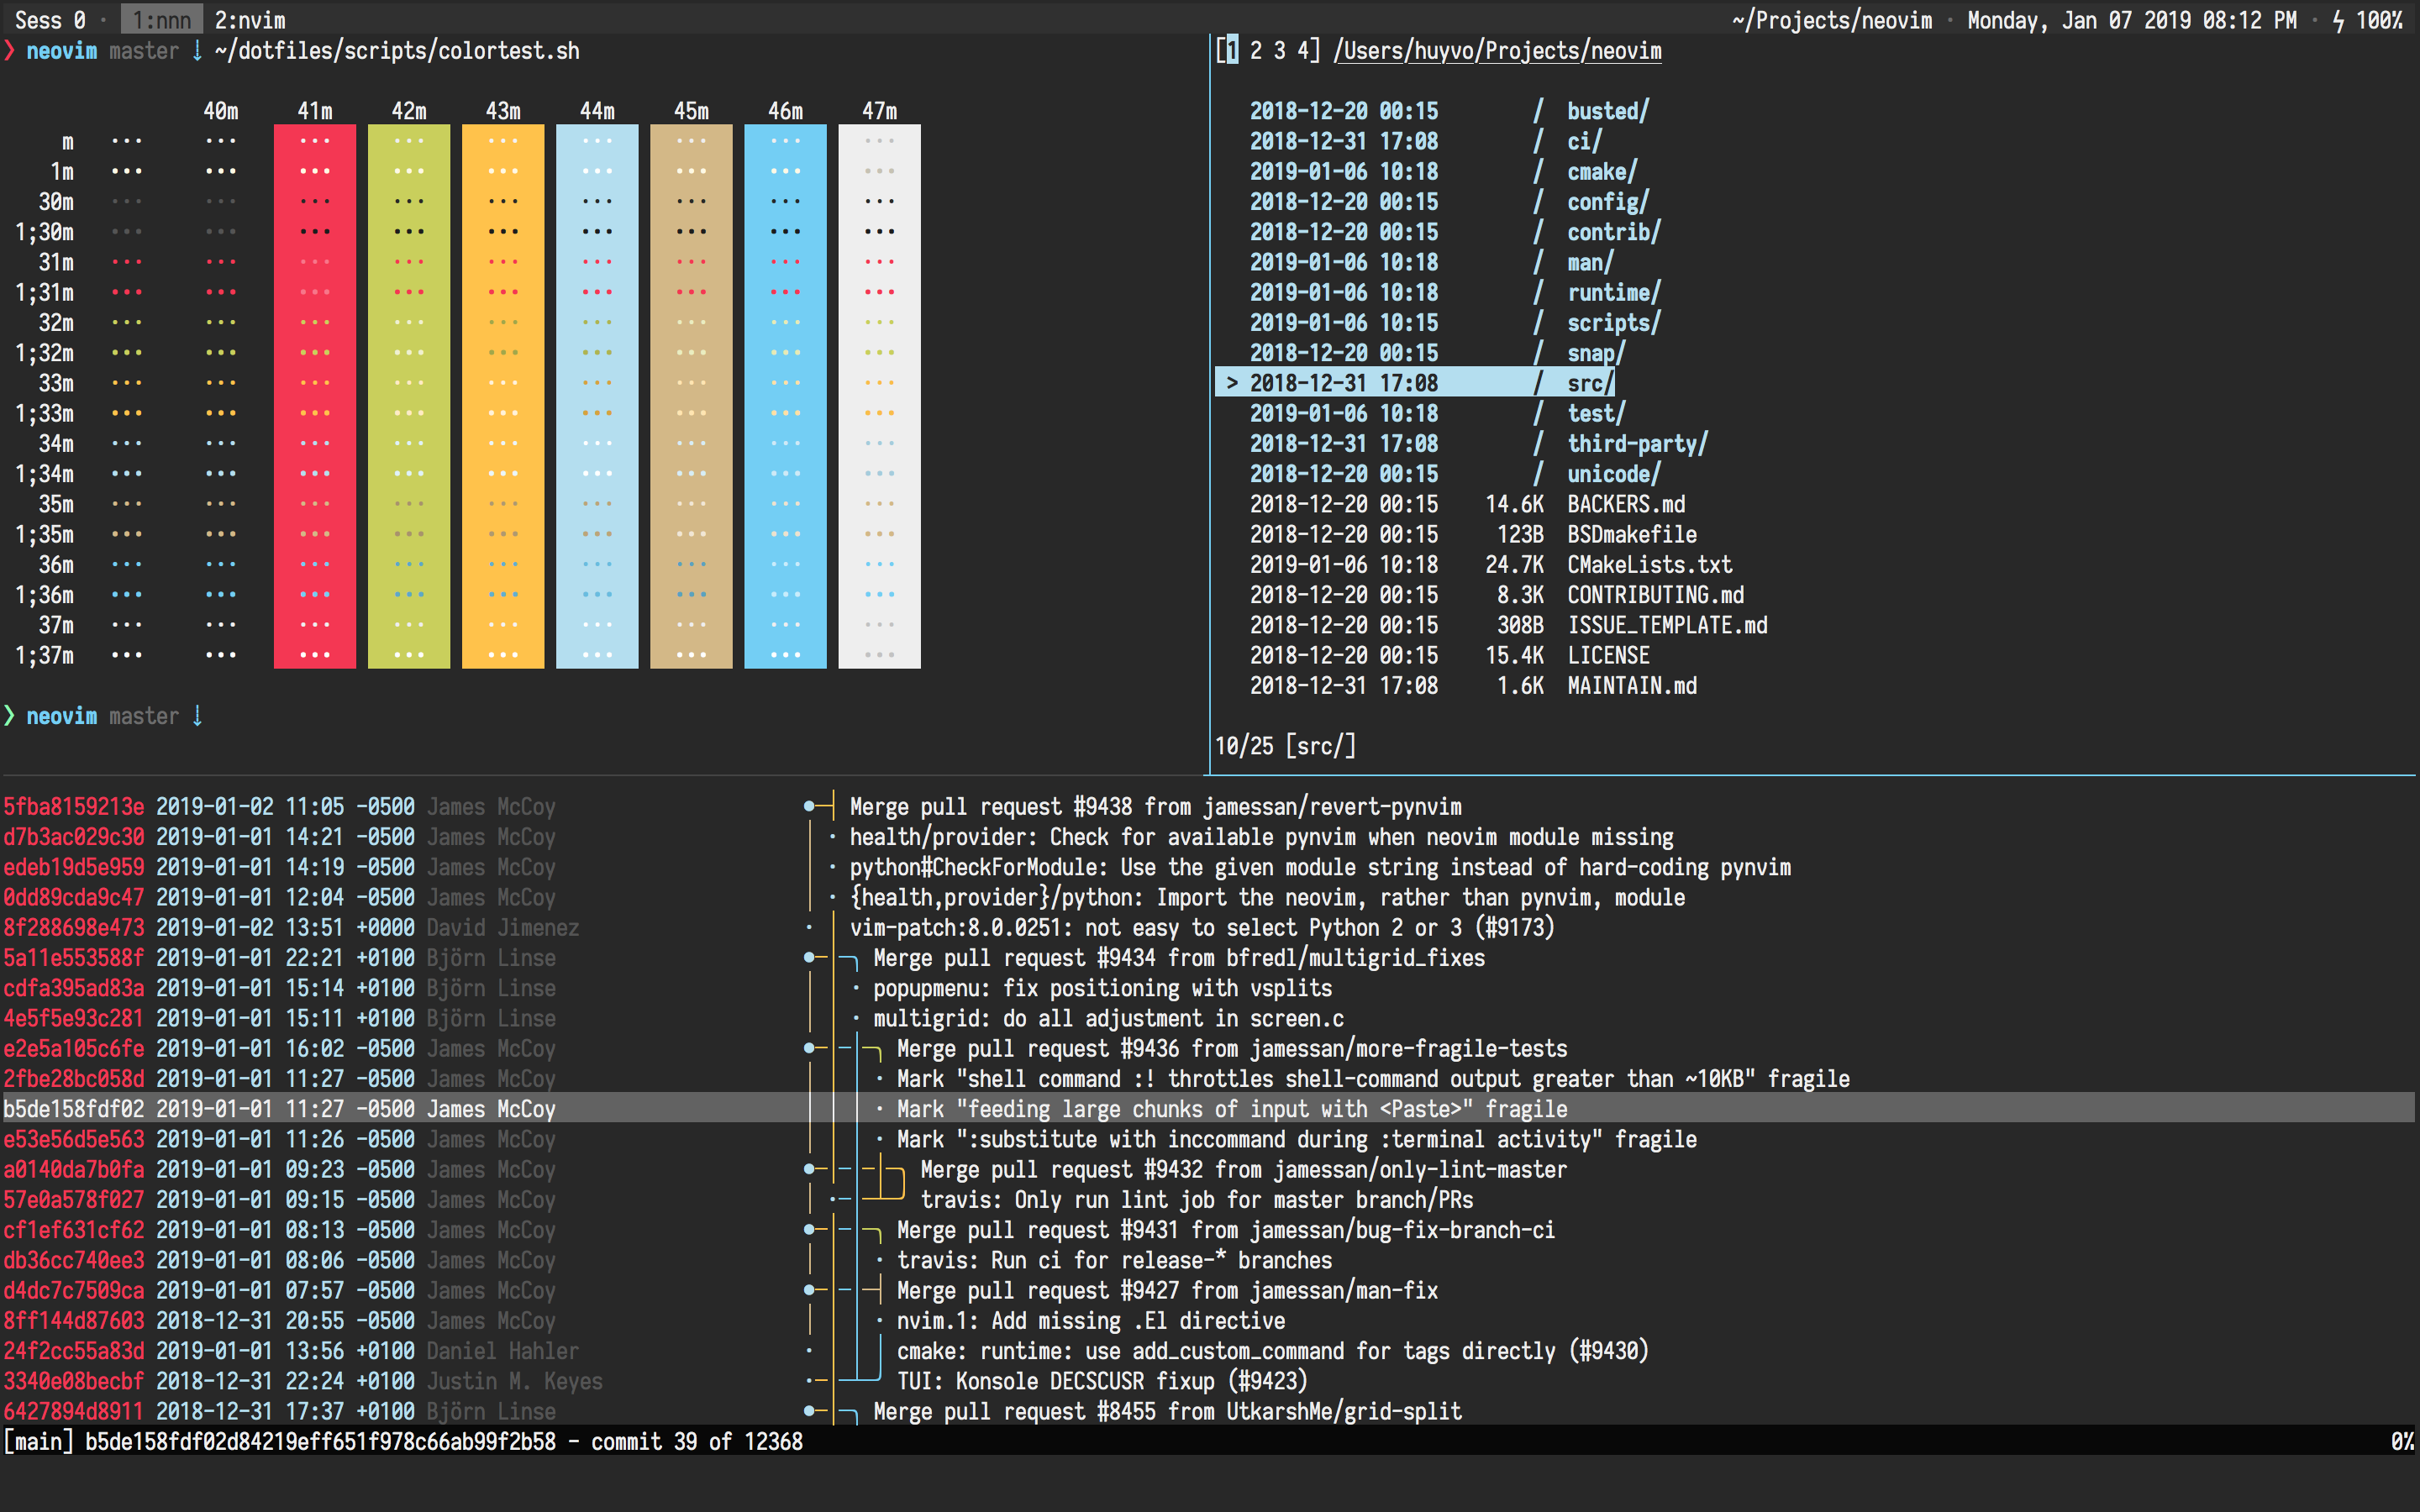 Sess 0 · 1:nnn 2:nvim ~/Projects/neovim · Monday, Jan 07 2019 08:12 PM · ϟ 100%
❯ neovim master ⇣ ~/dotfiles/scripts/colortest.sh
40m 41m 42m 43m 44m 45m 46m 47m
m ··· ··· ··· ··· ··· ··· ··· ··· ···
1m ··· ··· ··· ··· ··· ··· ··· ··· ···
30m ··· ··· ··· ··· ··· ··· ··· ··· ···
1;30m ··· ··· ··· ··· ··· ··· ··· ··· ···
31m ··· ··· ··· ··· ··· ··· ··· ··· ···
1;31m ··· ··· ··· ··· ··· ··· ··· ··· ···
32m ··· ··· ··· ··· ··· ··· ··· ··· ···
1;32m ··· ··· ··· ··· ··· ··· ··· ··· ···
33m ··· ··· ··· ··· ··· ··· ··· ··· ···
1;33m ··· ··· ··· ··· ··· ··· ··· ··· ···
34m ··· ··· ··· ··· ··· ··· ··· ··· ···
1;34m ··· ··· ··· ··· ··· ··· ··· ··· ···
35m ··· ··· ··· ··· ··· ··· ··· ··· ···
1;35m ··· ··· ··· ··· ··· ··· ··· ··· ···
36m ··· ··· ··· ··· ··· ··· ··· ··· ···
1;36m ··· ··· ··· ··· ··· ··· ··· ··· ···
37m ··· ··· ··· ··· ··· ··· ··· ··· ···
1;37m ··· ··· ··· ··· ··· ··· ··· ··· ···
❯ neovim master ⇣
[1 2 3 4] /Users/huyvo/Projects/neovim
2018-12-20 00:15 / busted/
2018-12-31 17:08 / ci/
2019-01-06 10:18 / cmake/
2018-12-20 00:15 / config/
2018-12-20 00:15 / contrib/
2019-01-06 10:18 / man/
2019-01-06 10:18 / runtime/
2019-01-06 10:15 / scripts/
2018-12-20 00:15 / snap/
> 2018-12-31 17:08 / src/
2019-01-06 10:18 / test/
2018-12-31 17:08 / third-party/
2018-12-20 00:15 / unicode/
2018-12-20 00:15 14.6K BACKERS.md
2018-12-20 00:15 123B BSDmakefile
2019-01-06 10:18 24.7K CMakeLists.txt
2018-12-20 00:15 8.3K CONTRIBUTING.md
2018-12-20 00:15 308B ISSUE_TEMPLATE.md
2018-12-20 00:15 15.4K LICENSE
2018-12-31 17:08 1.6K MAINTAIN.md
10/25 [src/]
5fba8159213e 2019-01-02 11:05 -0500 James McCoy Merge pull request #9438 from jamessan/revert-pynvim
d7b3ac029c30 2019-01-01 14:21 -0500 James McCoy health/provider: Check for available pynvim when neovim module missing
edeb19d5e959 2019-01-01 14:19 -0500 James McCoy python#CheckForModule: Use the given module string instead of hard-coding pynvim
0dd89cda9c47 2019-01-01 12:04 -0500 James McCoy {health,provider}/python: Import the neovim, rather than pynvim, module
8f288698e473 2019-01-02 13:51 +0000 David Jimenez vim-patch:8.0.0251: not easy to select Python 2 or 3 (#9173)
5a11e553588f 2019-01-01 22:21 +0100 Björn Linse Merge pull request #9434 from bfredl/multigrid_fixes
cdfa395ad83a 2019-01-01 15:14 +0100 Björn Linse popupmenu: fix positioning with vsplits
4e5f5e93c281 2019-01-01 15:11 +0100 Björn Linse multigrid: do all adjustment in screen.c
e2e5a105c6fe 2019-01-01 16:02 -0500 James McCoy Merge pull request #9436 from jamessan/more-fragile-tests
2fbe28bc058d 2019-01-01 11:27 -0500 James McCoy Mark "shell command :! throttles shell-command output greater than ~10KB" fragile
b5de158fdf02 2019-01-01 11:27 -0500 James McCoy Mark "feeding large chunks of input with <Paste>" fragile
e53e56d5e563 2019-01-01 11:26 -0500 James McCoy Mark ":substitute with inccommand during :terminal activity" fragile
a0140da7b0fa 2019-01-01 09:23 -0500 James McCoy Merge pull request #9432 from jamessan/only-lint-master
57e0a578f027 2019-01-01 09:15 -0500 James McCoy travis: Only run lint job for master branch/PRs
cf1ef631cf62 2019-01-01 08:13 -0500 James McCoy Merge pull request #9431 from jamessan/bug-fix-branch-ci
db36cc740ee3 2019-01-01 08:06 -0500 James McCoy travis: Run ci for release-* branches
d4dc7c7509ca 2019-01-01 07:57 -0500 James McCoy Merge pull request #9427 from jamessan/man-fix
8ff144d87603 2018-12-31 20:55 -0500 James McCoy nvim.1: Add missing .El directive
24f2cc55a83d 2019-01-01 13:56 +0100 Daniel Hahler cmake: runtime: use add_custom_command for tags directly (#9430)
3340e08becbf 2018-12-31 22:24 +0100 Justin M. Keyes TUI: Konsole DECSCUSR fixup (#9423)
6427894d8911 2018-12-31 17:37 +0100 Björn Linse Merge pull request #8455 from UtkarshMe/grid-split
[main] b5de158fdf02d84219eff651f978c66ab99f2b58 - commit 39 of 12368 0%